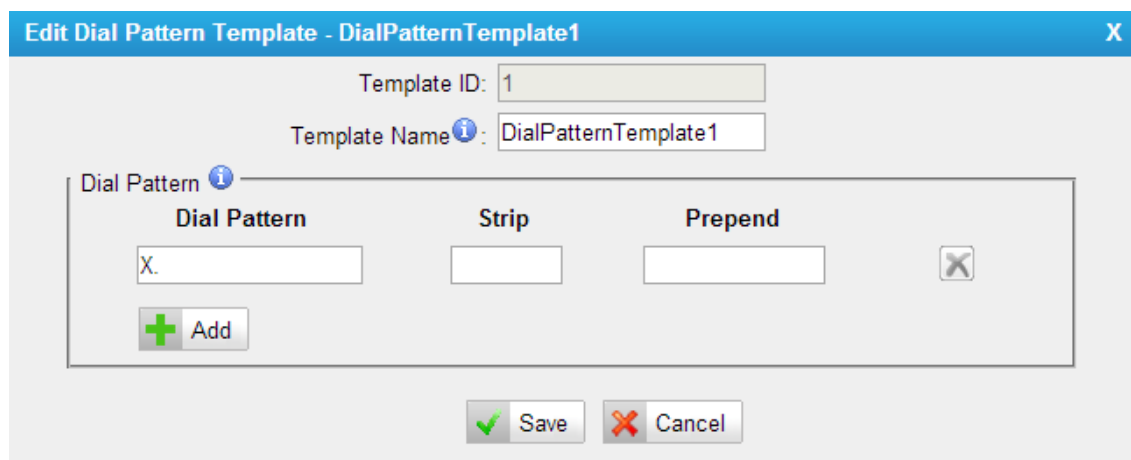 Edit Dial Pattern Template - DialPatternTemplate1 X
Template ID: 1
Template Name : DialPatternTemplate1
Dial Pattern
Dial Pattern Strip Prepend
X.
Add
Save Cancel